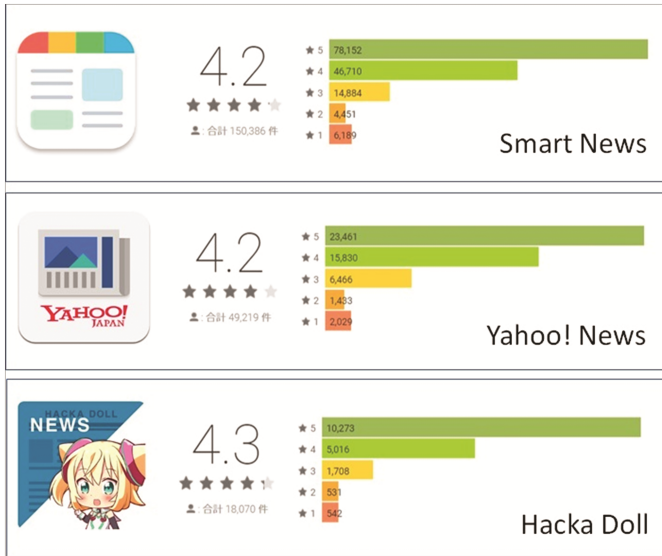 4.2
合計 150,386 件
5 78,152
4 46,710
3 14,884
2 4,451
1 6,189
Smart News
YAHOO!
JAPAN
4.2
合計 49,219 件
5 23,461
4 15,830
3 6,466
2 1,433
1 2,029
Yahoo! News
HACKA DOLL
NEWS
4.3
合計 18,070 件
5 10,273
4 5,016
3 1,708
2 531
1 542
Hacka Doll